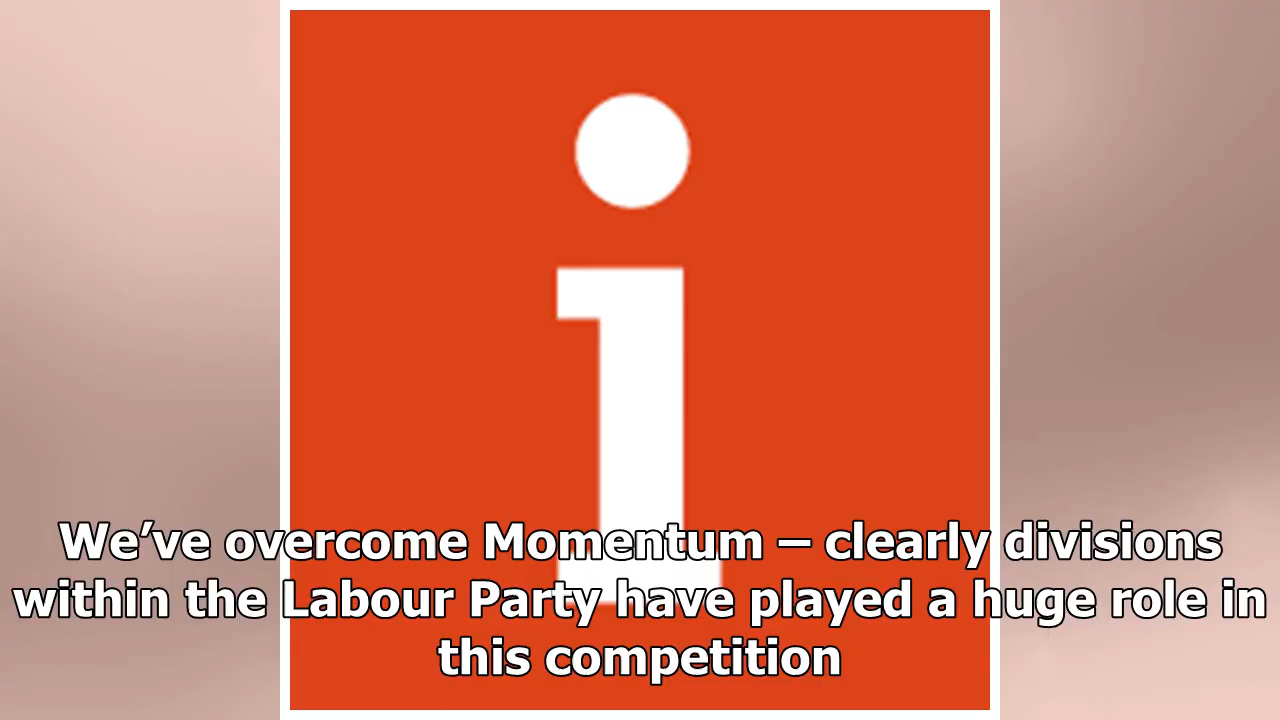 i
We’ve overcome Momentum – clearly divisions
within the Labour Party have played a huge role in
this competition